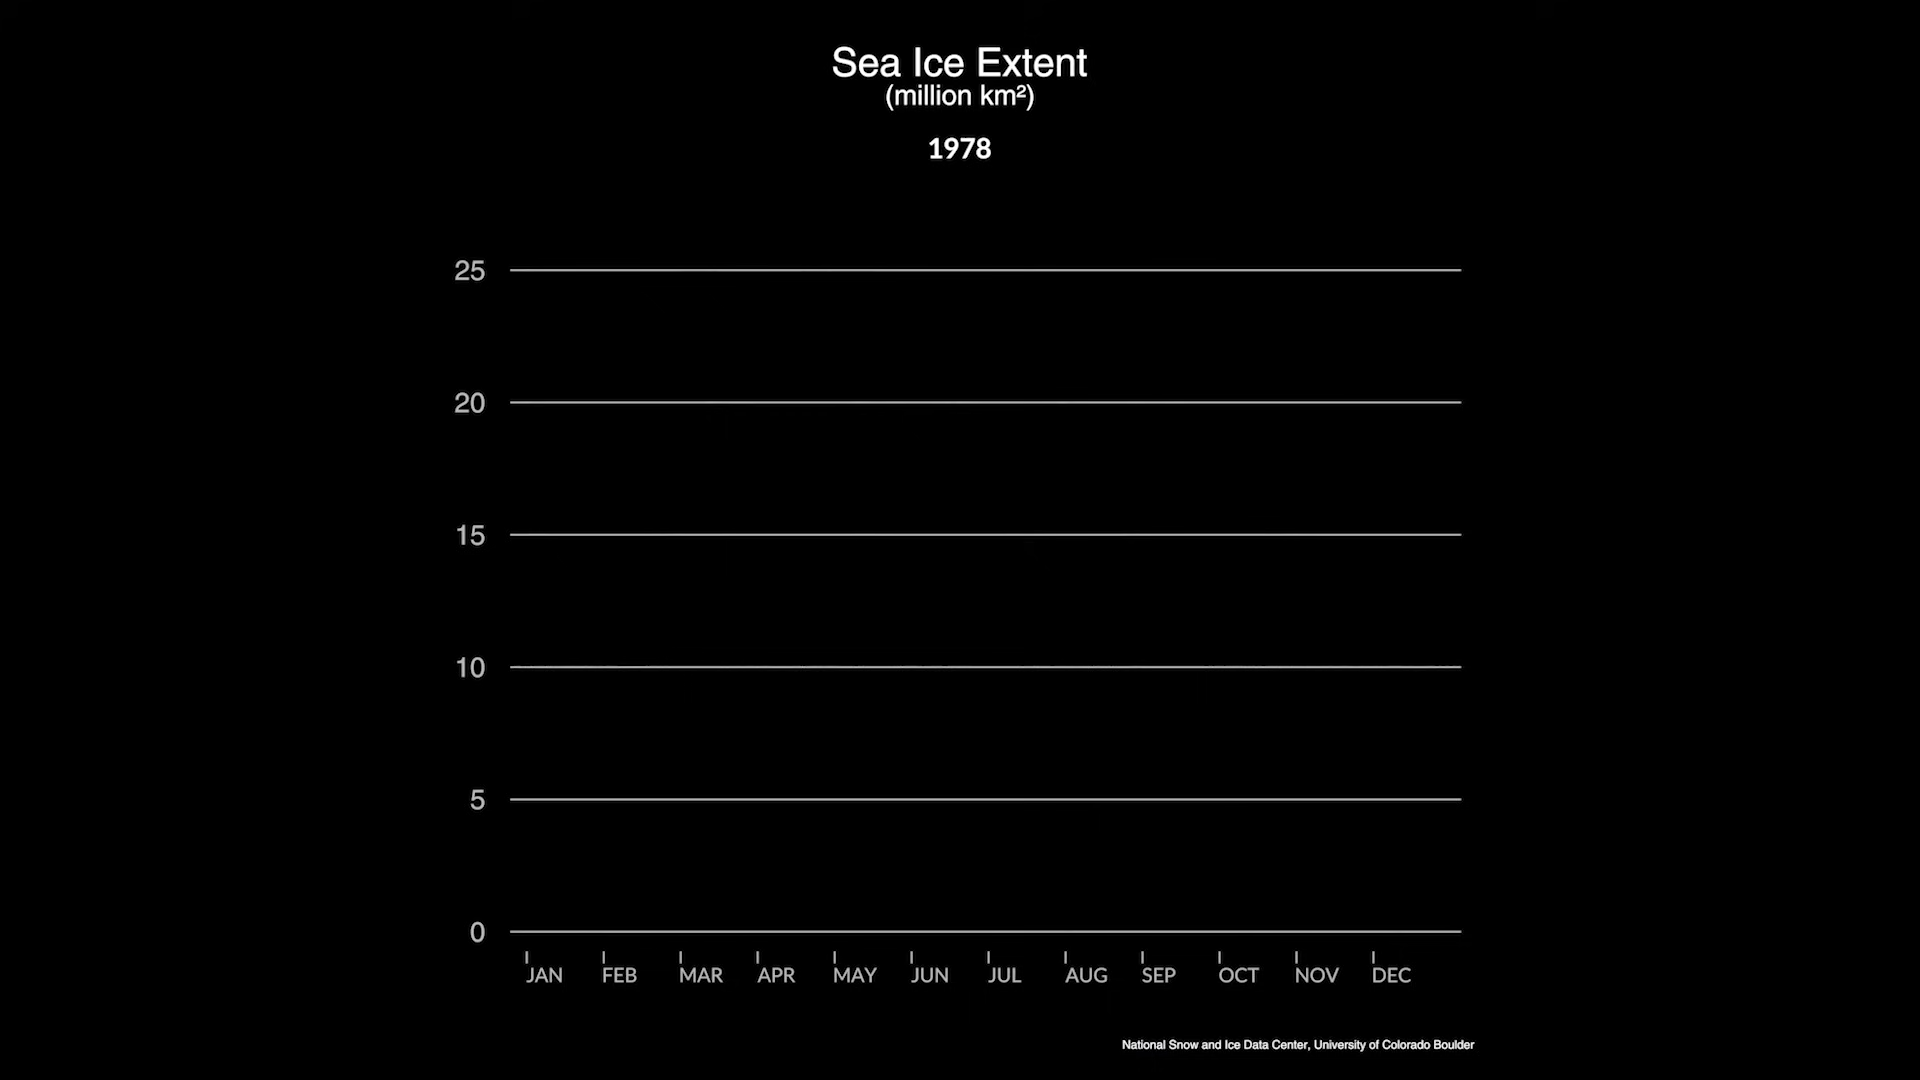 Sea Ice Extent
(million km²)
1978
25
20
15
10
5
0
JAN FEB MAR APR MAY JUN JUL AUG SEP OCT NOV DEC
National Snow and Ice Data Center, University of Colorado Boulder